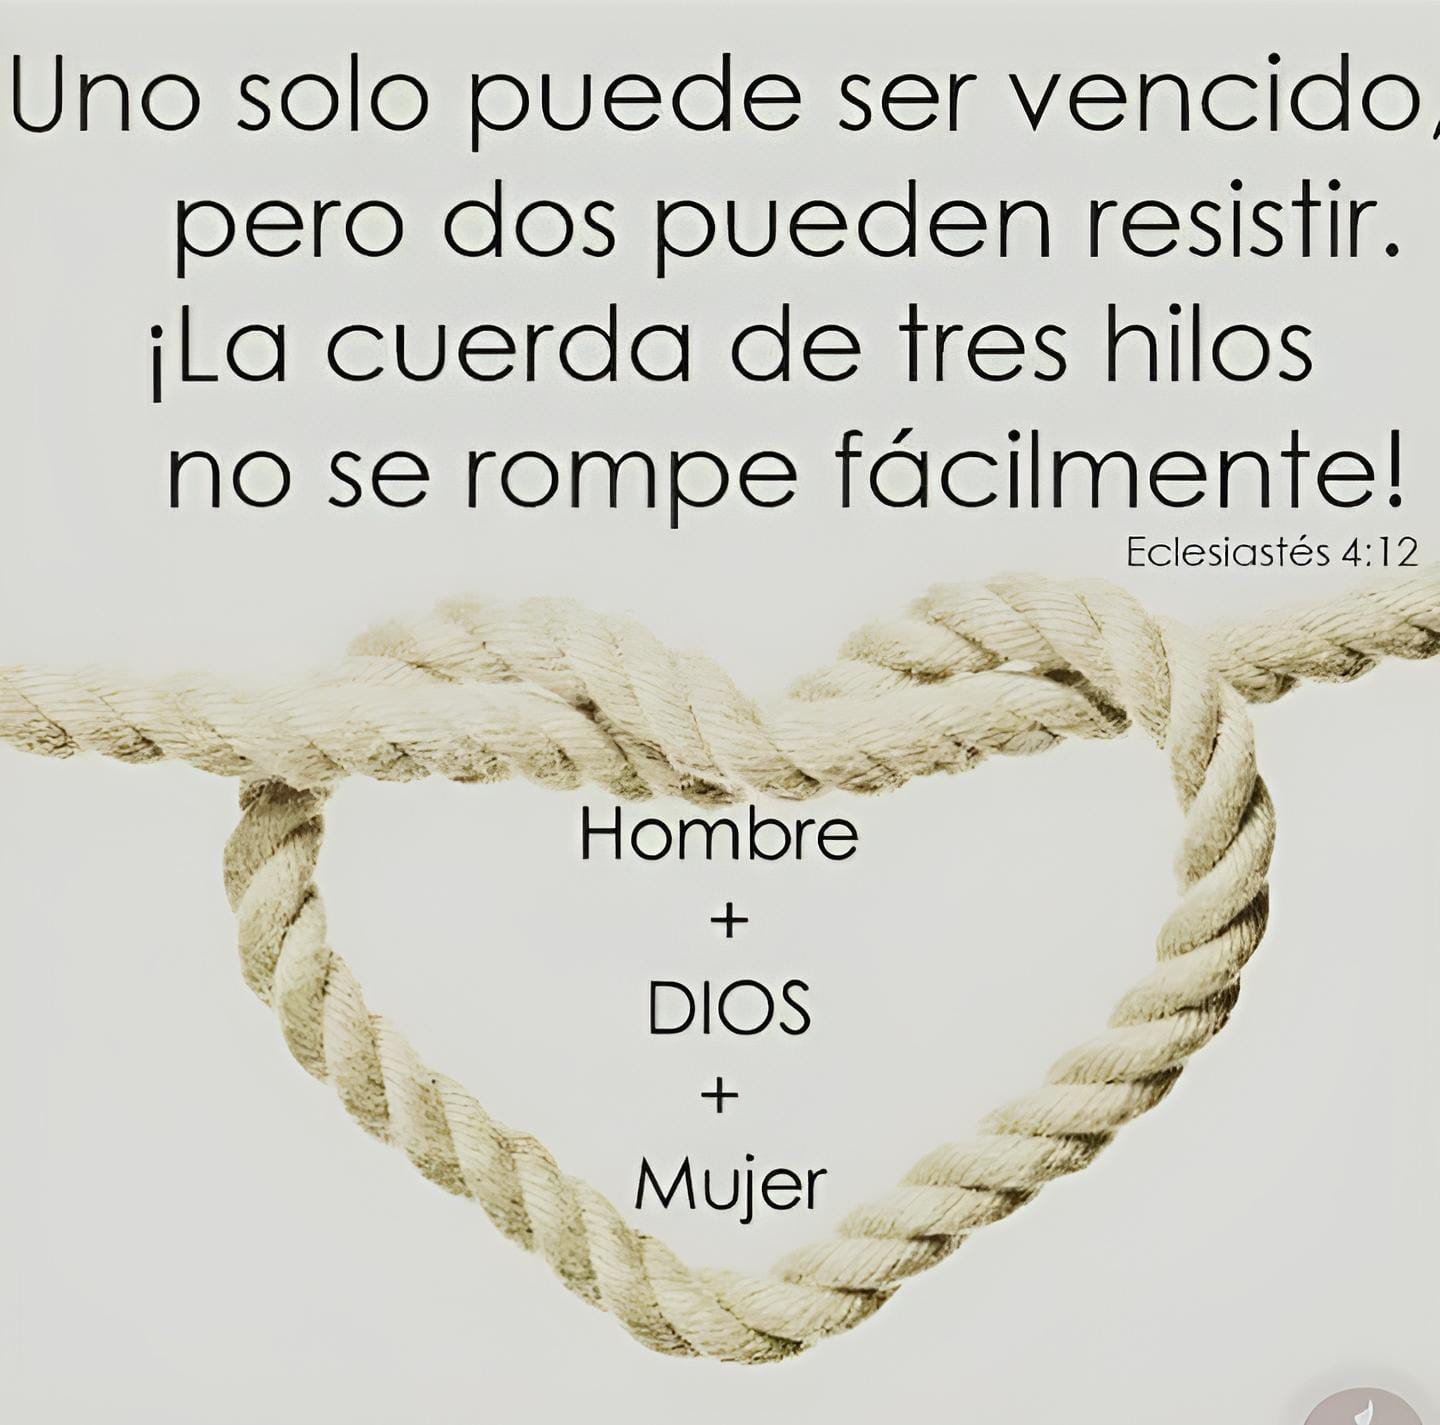 Uno solo puede ser vencido,
pero dos pueden resistir.
¡La cuerda de tres hilos
no se rompe fácilmente!
Eclesiastés 4:12
Hombre
+
DIOS
+
Mujer